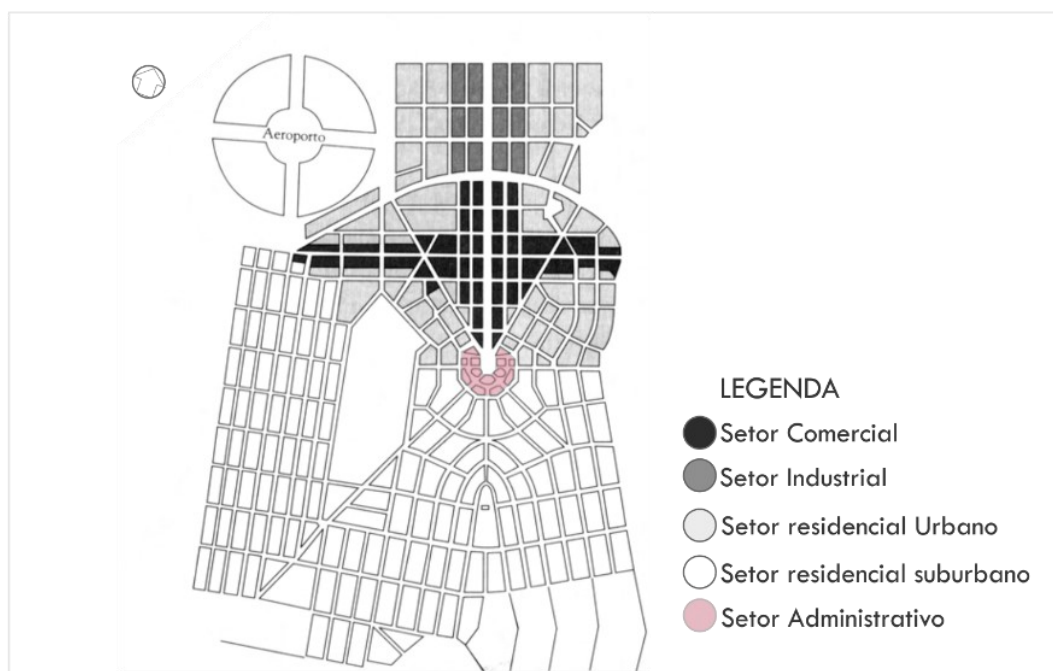 Aeroporto
LEGENDA
Setor Comercial
Setor Industrial
Setor residencial Urbano
Setor residencial suburbano
Setor Administrativo